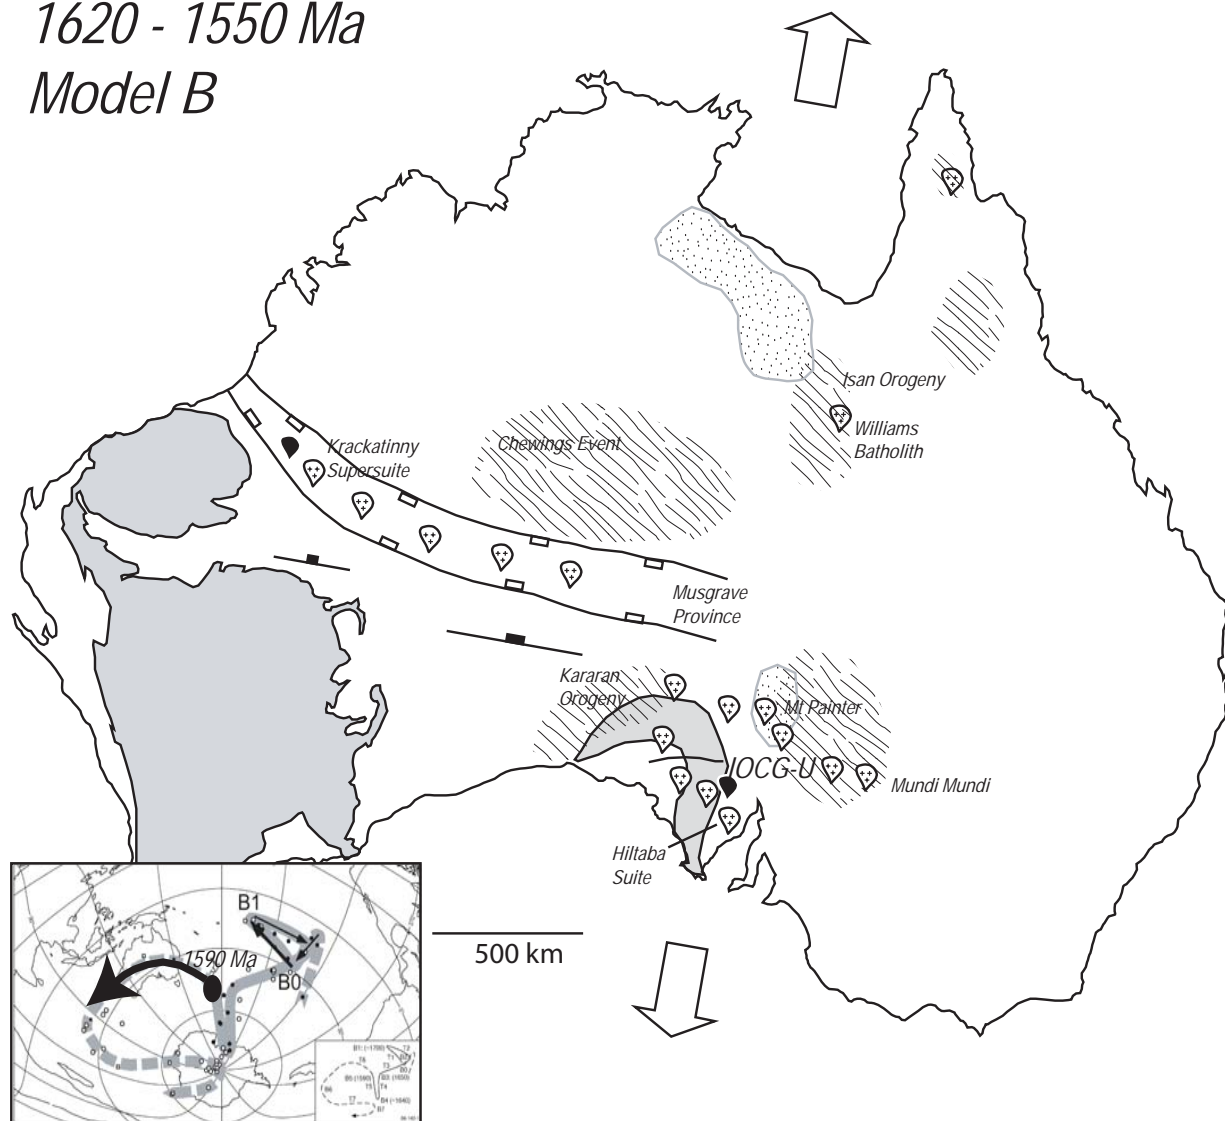 1620 - 1550 Ma
Model B
Isan Orogeny
Williams
Batholith
Chewings Event
Krackatinny
Supersuite
Musgrave
Province
Kararan
Orogeny
Mt Painter
IOCG-U
Mundi Mundi
Hiltaba
Suite
500 km
B1
1590 Ma
B0